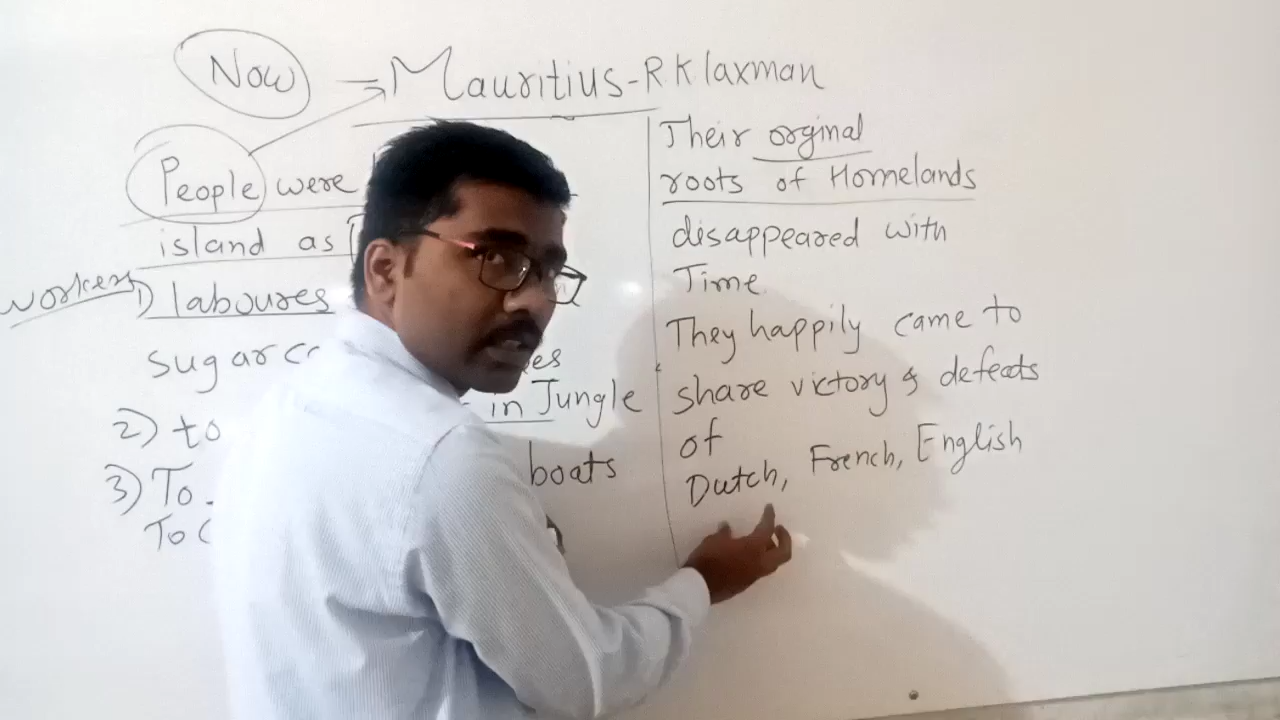 Now → Mauritius - R K laxman
People were
island as
workers 1) laboures
sugar
in Jungle
2) to
3) To boats
To
Their orginal
roots of Homelands
disappeared with
Time.
They happily came to
share victory & defeats
of
Dutch, French, English